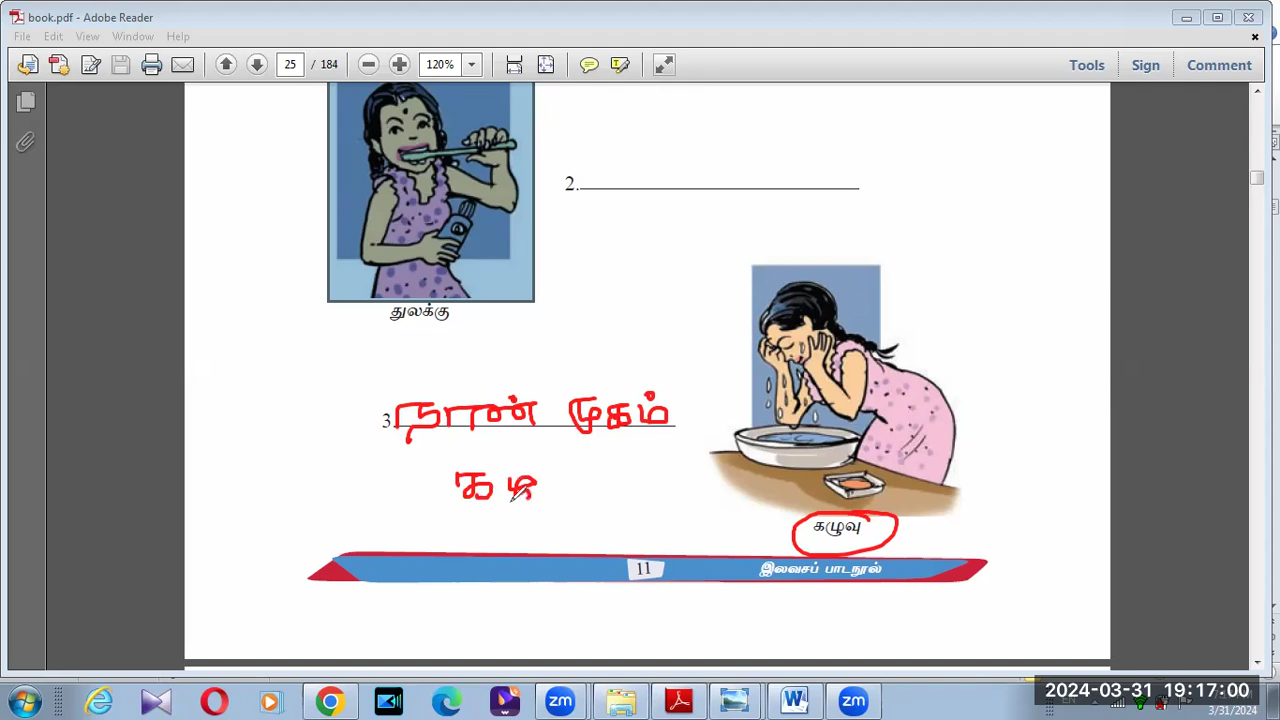 book.pdf - Adobe Reader
File Edit View Window Help
25 / 184 120% Tools Sign Comment
2.
துலக்கு
3. நான் முகம்
கழுவு
11 இலவசப் பாடநூல்
2024-03-31 19:17:00
3/31/2024